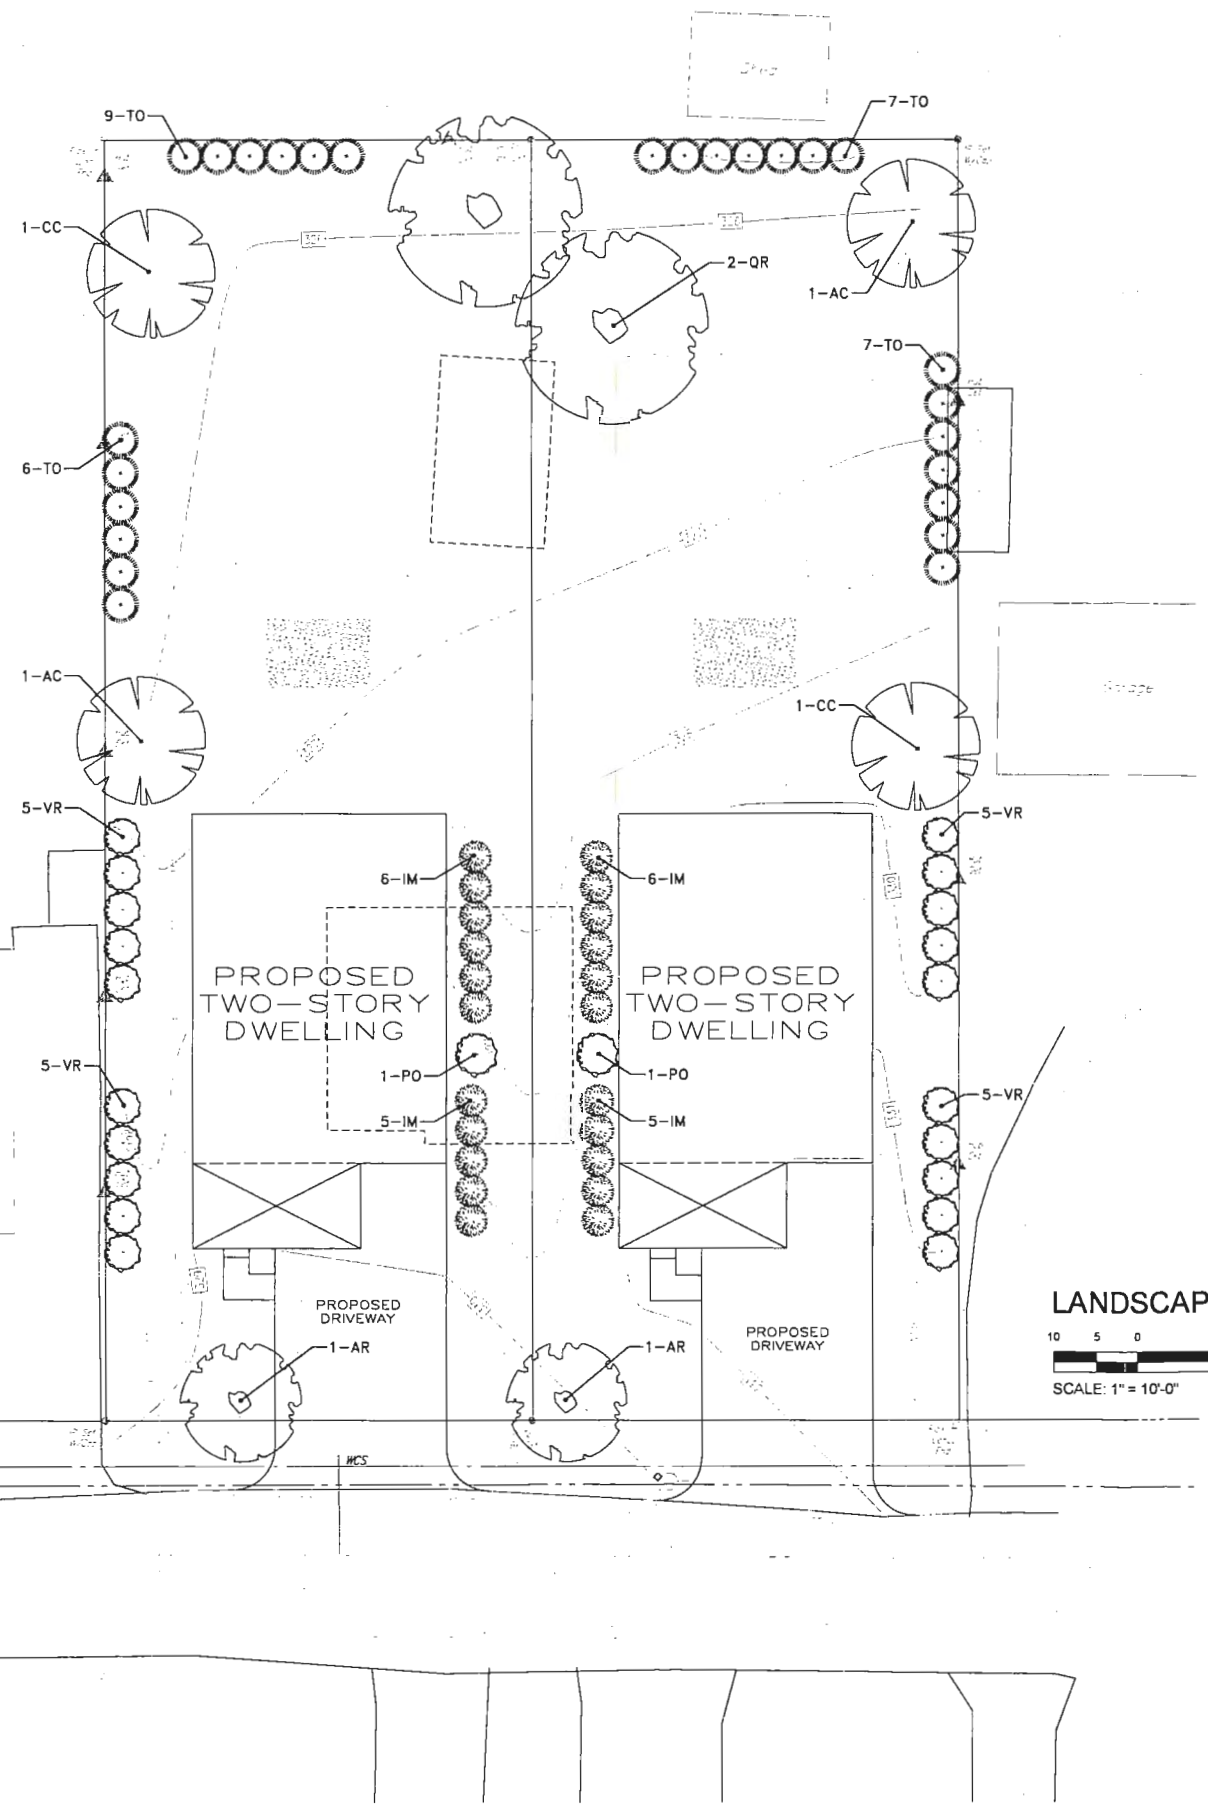 9-TO
7-TO
1-CC
2-QR
1-AC
7-TO
6-TO
1-AC
1-CC
5-VR
5-VR
6-IM
6-IM
PROPOSED
TWO-STORY
DWELLING
PROPOSED
TWO-STORY
DWELLING
5-VR
1-PO
1-PO
5-VR
5-IM
5-IM
PROPOSED
DRIVEWAY
PROPOSED
DRIVEWAY
LANDSCAP
10 5 0
SCALE: 1" = 10'-0"
1-AR
1-AR
WCS